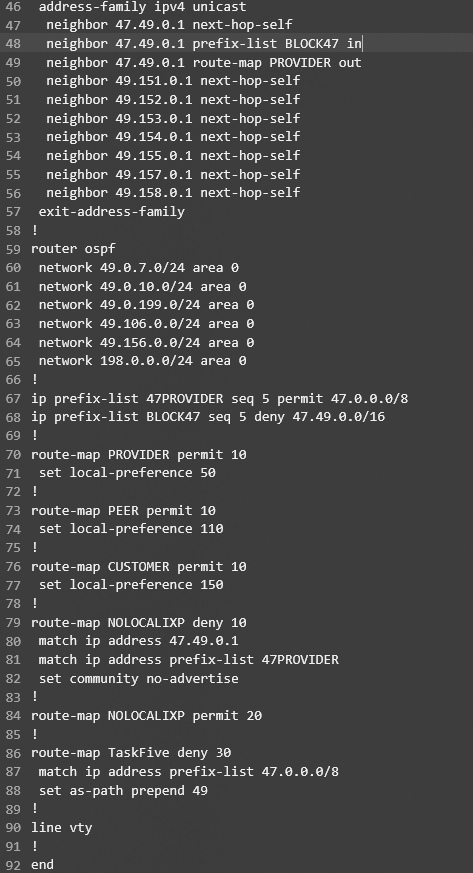 46 address-family ipv4 unicast
47 neighbor 47.49.0.1 next-hop-self
48 neighbor 47.49.0.1 prefix-list BLOCK47 in
49 neighbor 47.49.0.1 route-map PROVIDER out
50 neighbor 49.151.0.1 next-hop-self
51 neighbor 49.152.0.1 next-hop-self
52 neighbor 49.153.0.1 next-hop-self
53 neighbor 49.154.0.1 next-hop-self
54 neighbor 49.155.0.1 next-hop-self
55 neighbor 49.157.0.1 next-hop-self
56 neighbor 49.158.0.1 next-hop-self
57 exit-address-family
58 !
59 router ospf
60 network 49.0.7.0/24 area 0
61 network 49.0.10.0/24 area 0
62 network 49.0.199.0/24 area 0
63 network 49.106.0.0/24 area 0
64 network 49.156.0.0/24 area 0
65 network 198.0.0.0/24 area 0
66 !
67 ip prefix-list 47PROVIDER seq 5 permit 47.0.0.0/8
68 ip prefix-list BLOCK47 seq 5 deny 47.49.0.0/16
69 !
70 route-map PROVIDER permit 10
71 set local-preference 50
72 !
73 route-map PEER permit 10
74 set local-preference 110
75 !
76 route-map CUSTOMER permit 10
77 set local-preference 150
78 !
79 route-map NOLOCALIXP deny 10
80 match ip address 47.49.0.1
81 match ip address prefix-list 47PROVIDER
82 set community no-advertise
83 !
84 route-map NOLOCALIXP permit 20
85 !
86 route-map TaskFive deny 30
87 match ip address prefix-list 47.0.0.0/8
88 set as-path prepend 49
89 !
90 line vty
91 !
92 end